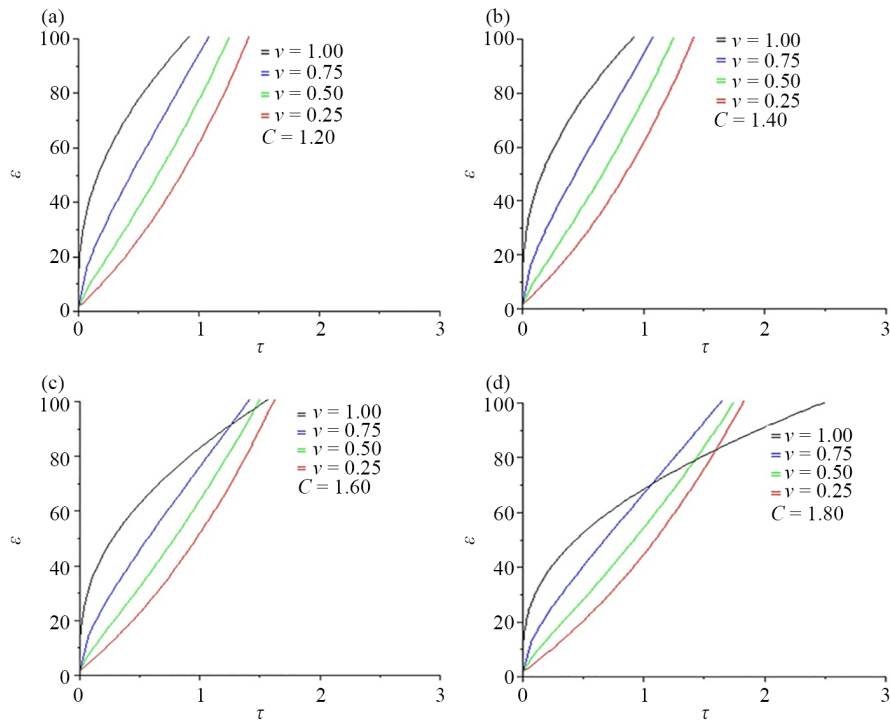 (a)
100
80
60
40
20
0
ε
0
1
2
3
τ
v = 1.00
v = 0.75
v = 0.50
v = 0.25
C = 1.20
(b)
100
80
60
40
20
0
ε
0
1
2
3
τ
v = 1.00
v = 0.75
v = 0.50
v = 0.25
C = 1.40
(c)
100
80
60
40
20
0
ε
0
1
2
3
τ
v = 1.00
v = 0.75
v = 0.50
v = 0.25
C = 1.60
(d)
100
80
60
40
20
0
ε
0
1
2
3
τ
v = 1.00
v = 0.75
v = 0.50
v = 0.25
C = 1.80